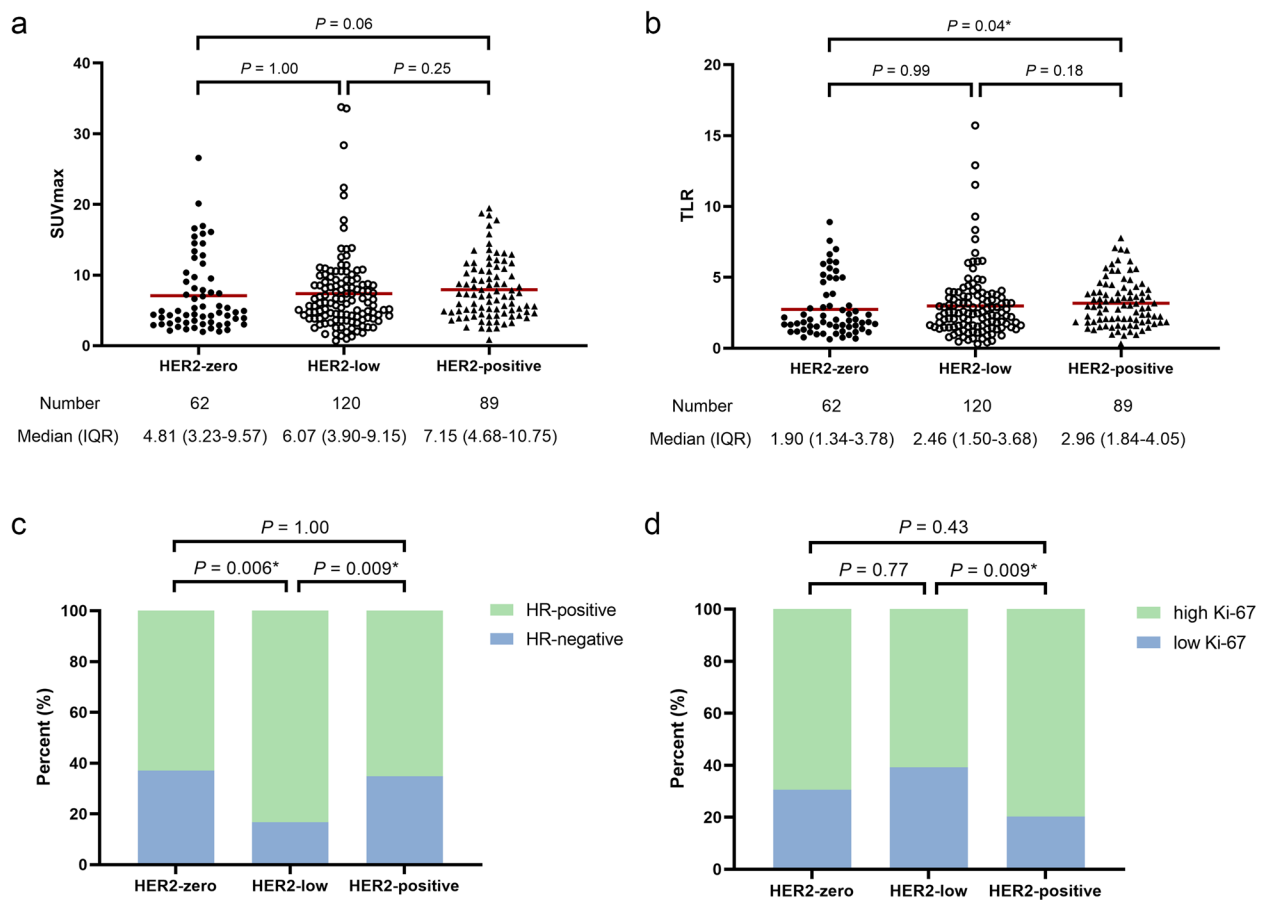 a
P = 0.06
P = 1.00
P = 0.25
40
30
20
10
0
SUVmax
HER2-zero HER2-low HER2-positive
Number 62 120 89
Median (IQR) 4.81 (3.23-9.57) 6.07 (3.90-9.15) 7.15 (4.68-10.75)
b
P = 0.04*
P = 0.99
P = 0.18
20
15
10
5
0
TLR
HER2-zero HER2-low HER2-positive
Number 62 120 89
Median (IQR) 1.90 (1.34-3.78) 2.46 (1.50-3.68) 2.96 (1.84-4.05)
c
P = 1.00
P = 0.006*
P = 0.009*
100
80
60
40
20
0
Percent (%)
HER2-zero HER2-low HER2-positive
HR-positive
HR-negative
d
P = 0.43
P = 0.77
P = 0.009*
100
80
60
40
20
0
Percent (%)
HER2-zero HER2-low HER2-positive
high Ki-67
low Ki-67